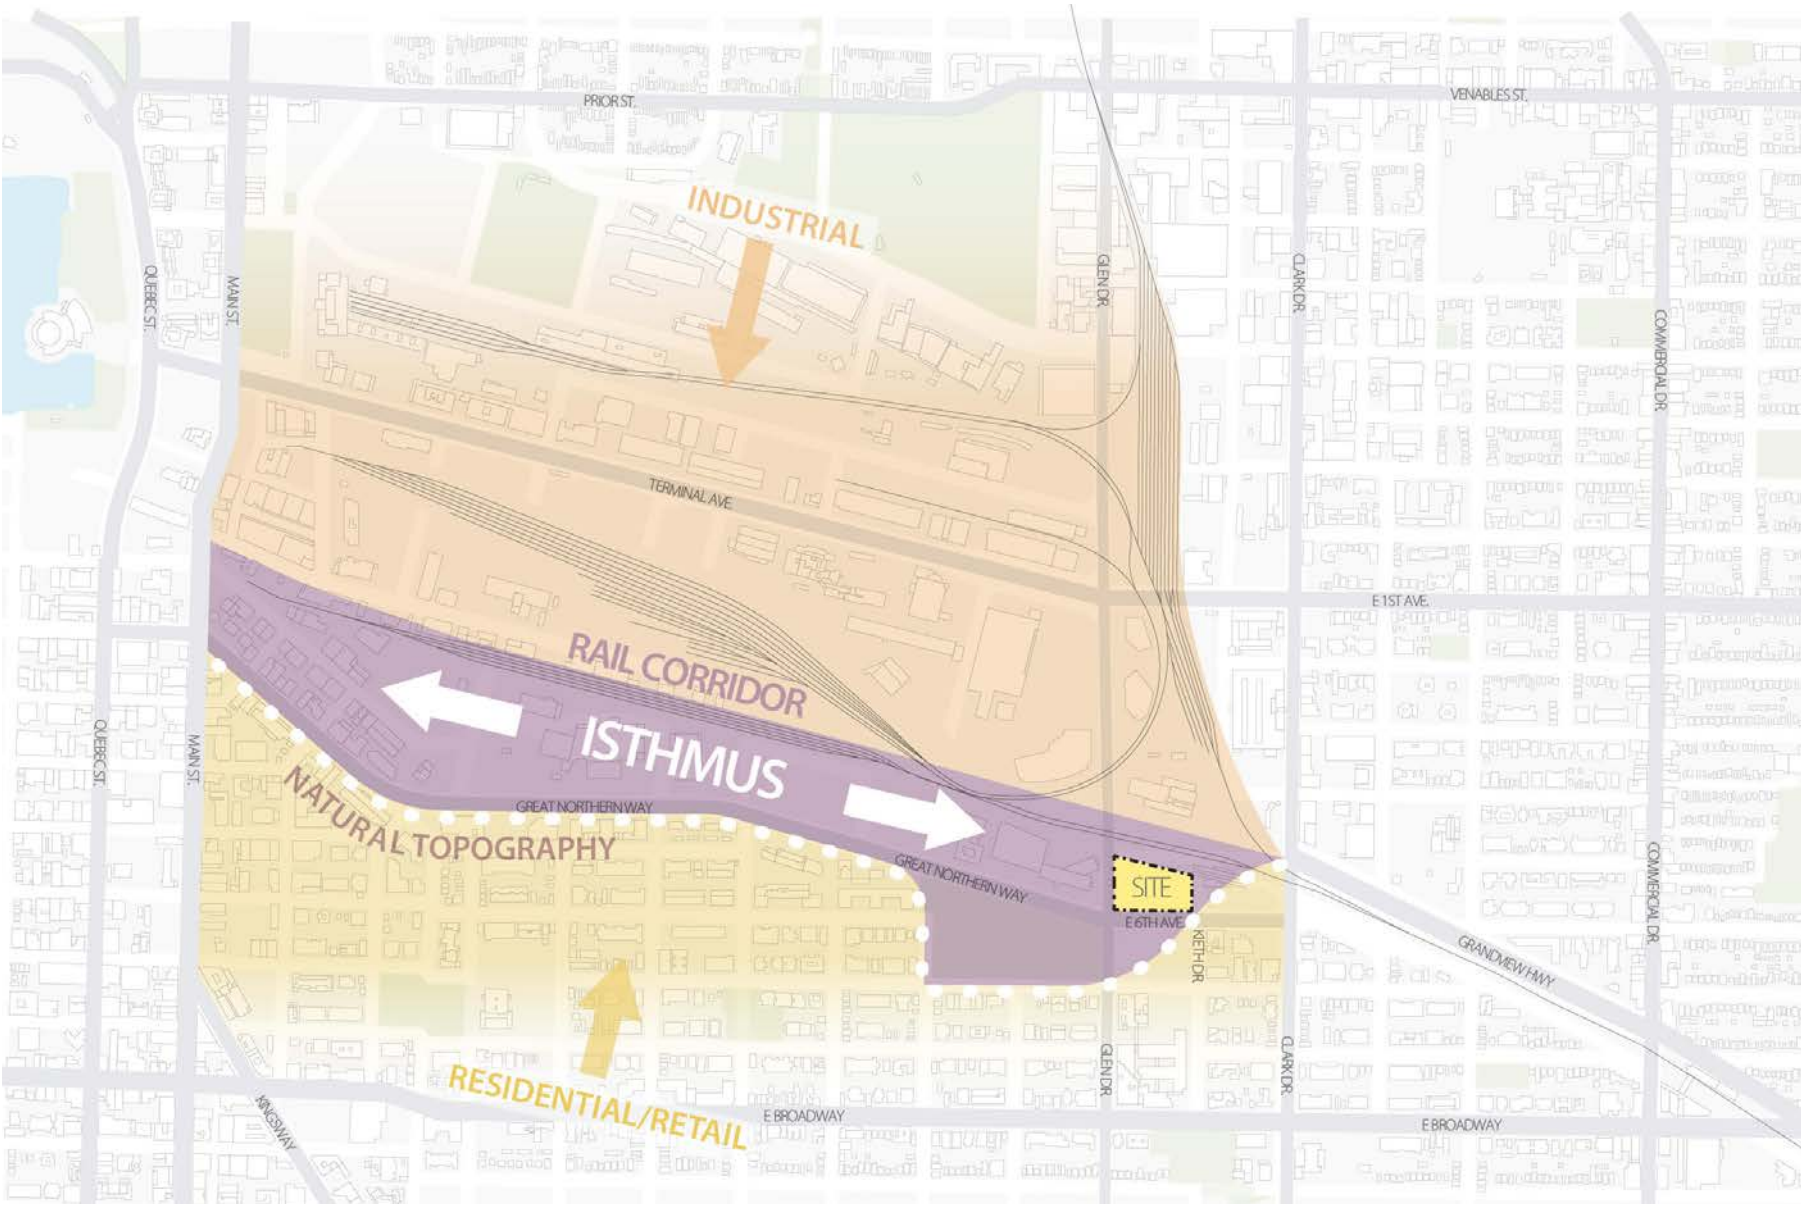 PRIOR ST.
VENABLES ST.
INDUSTRIAL
QUEBEC ST.
MAIN ST.
GLEN DR.
CLARK DR.
COMMERCIAL DR.
TERMINAL AVE.
E 1ST AVE.
RAIL CORRIDOR
ISTHMUS
QUEBEC ST.
MAIN ST.
NATURAL TOPOGRAPHY
GREAT NORTHERN WAY
GREAT NORTHERN WAY
SITE
E 6TH AVE.
KIETH DR.
COMMERCIAL DR.
GRANDVIEW HWY
RESIDENTIAL/RETAIL
GLEN DR.
CLARK DR.
KINGSWAY
E BROADWAY
E BROADWAY